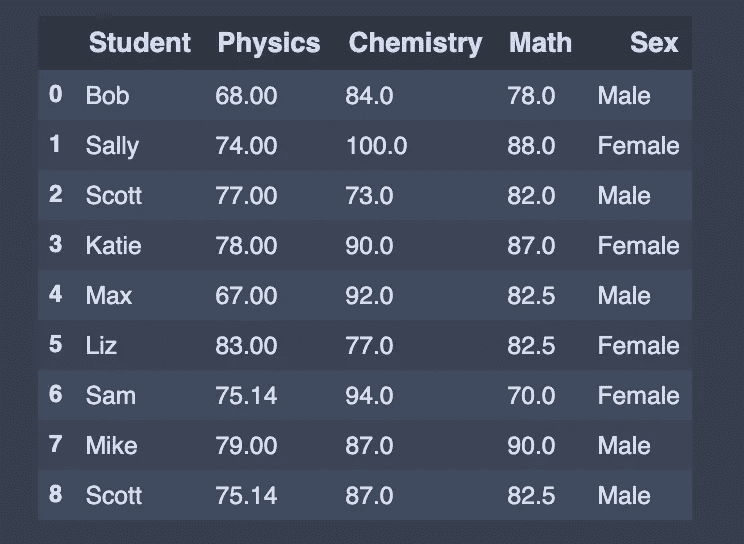 Student Physics Chemistry Math Sex
0 Bob 68.00 84.0 78.0 Male
1 Sally 74.00 100.0 88.0 Female
2 Scott 77.00 73.0 82.0 Male
3 Katie 78.00 90.0 87.0 Female
4 Max 67.00 92.0 82.5 Male
5 Liz 83.00 77.0 82.5 Female
6 Sam 75.14 94.0 70.0 Female
7 Mike 79.00 87.0 90.0 Male
8 Scott 75.14 87.0 82.5 Male